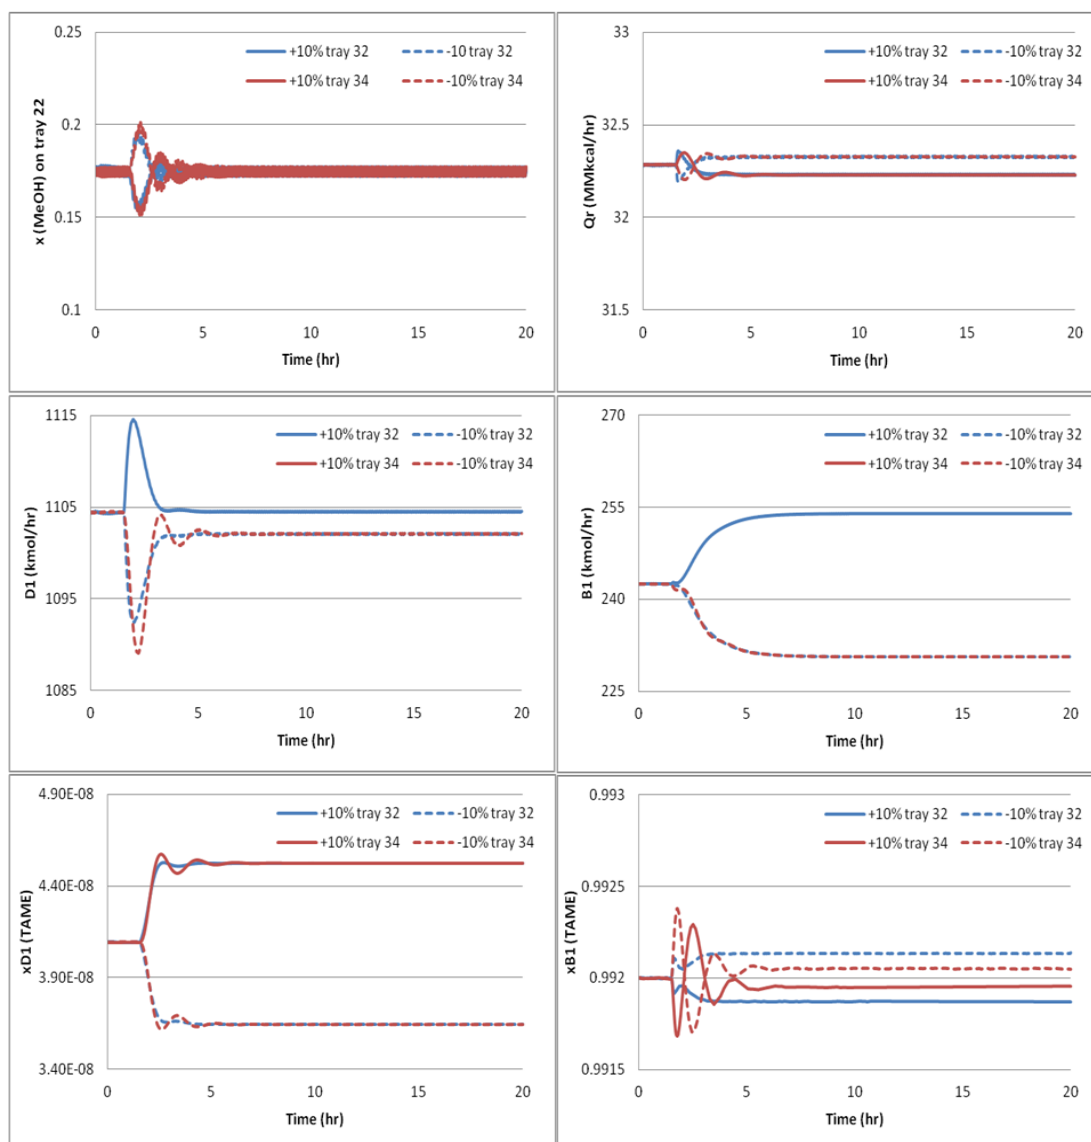 0.25
0.2
0.15
0.1
x (MeOH) on tray 22
+10% tray 32
-10 tray 32
+10% tray 34
-10% tray 34
0
5
10
15
20
Time (hr)
33
32.5
32
31.5
Qr (MMkcal/hr)
+10% tray 32
-10% tray 32
+10% tray 34
-10% tray 34
0
5
10
15
20
Time (hr)
1115
1105
1095
1085
D1 (kmol/hr)
+10% tray 32
-10% tray 32
+10% tray 34
-10% tray 34
0
5
10
15
20
Time (hr)
270
255
240
225
B1 (kmol/hr)
+10% tray 32
-10% tray 32
+10% tray 34
-10% tray 34
0
5
10
15
20
Time (hr)
4.90E-08
4.40E-08
3.90E-08
3.40E-08
xD1 (TAME)
+10% tray 32
-10% tray 32
+10% tray 34
-10% tray 34
0
5
10
15
20
Time (hr)
0.993
0.9925
0.992
0.9915
xB1 (TAME)
+10% tray 32
-10% tray 32
+10% tray 34
-10% tray 34
0
5
10
15
20
Time (hr)